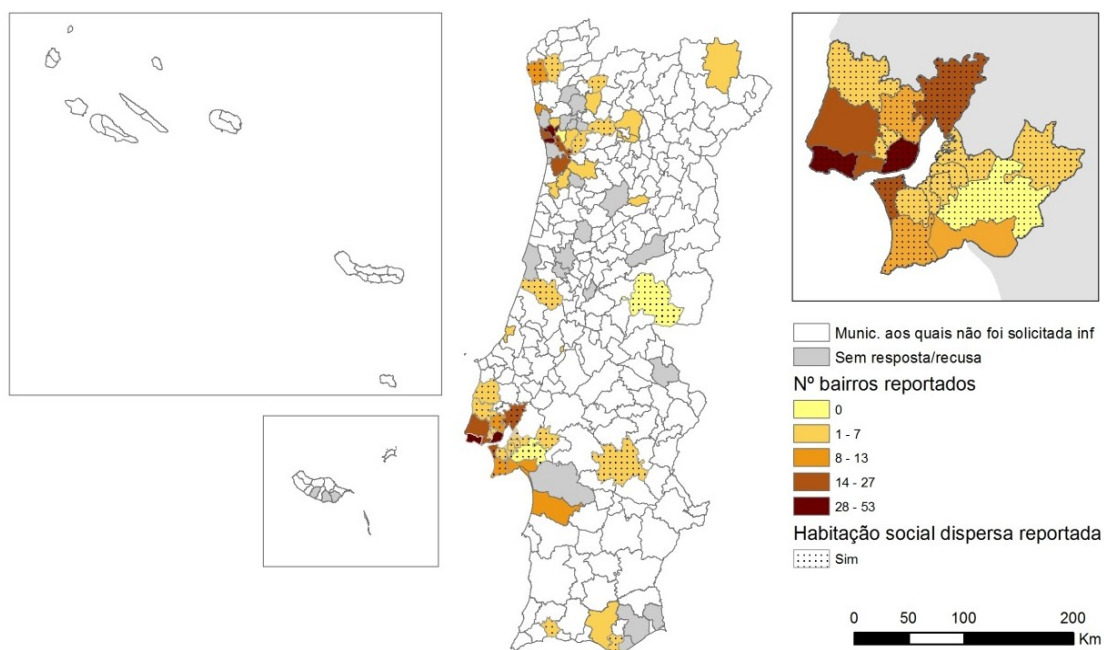 Munic. aos quais não foi solicitada inf
Sem resposta/recusa
Nº bairros reportados
0
1 - 7
8 - 13
14 - 27
28 - 53
Habitação social dispersa reportada
Sim
0 50 100 200
Km